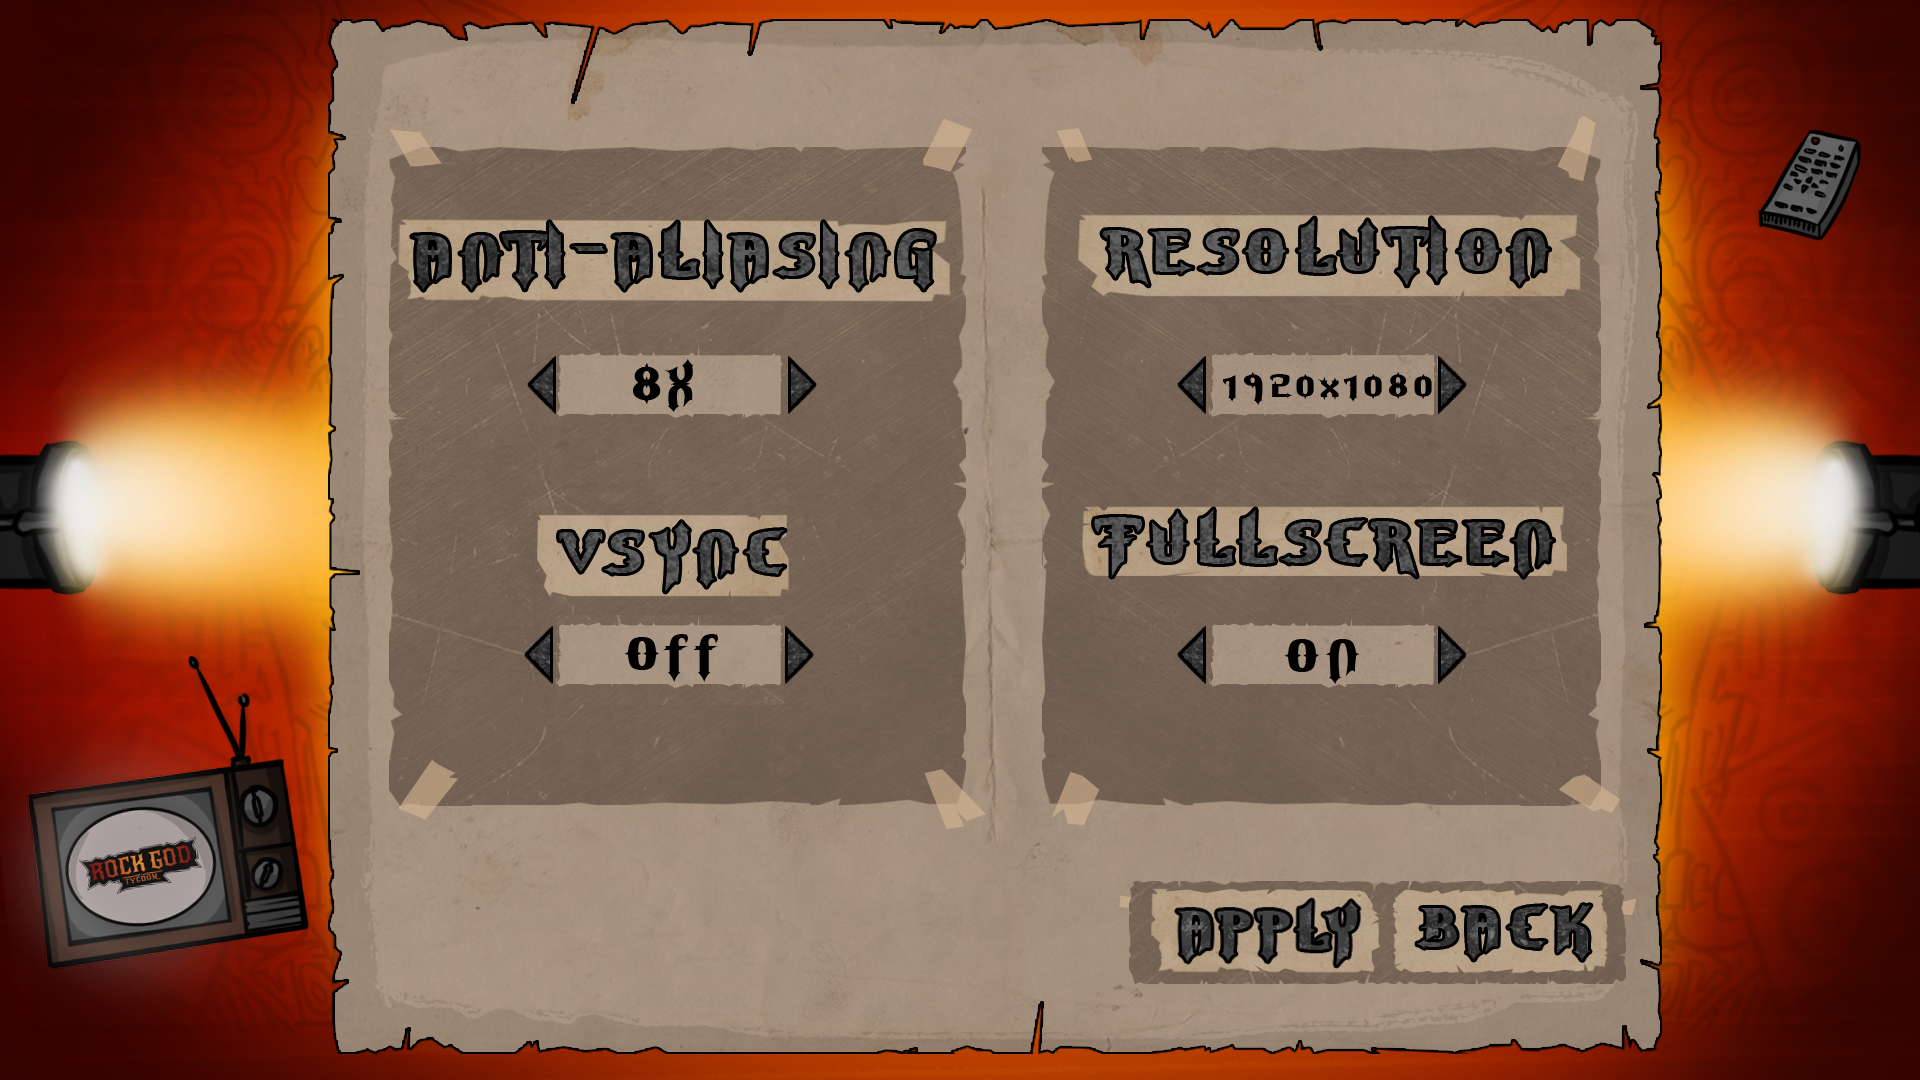 ANTI-ALIASING
8X
VSYNC
Off
RESOLUTION
1920x1080
FULLSCREEN
On
ROCK GOD
TYCOON
APPLY
BACK